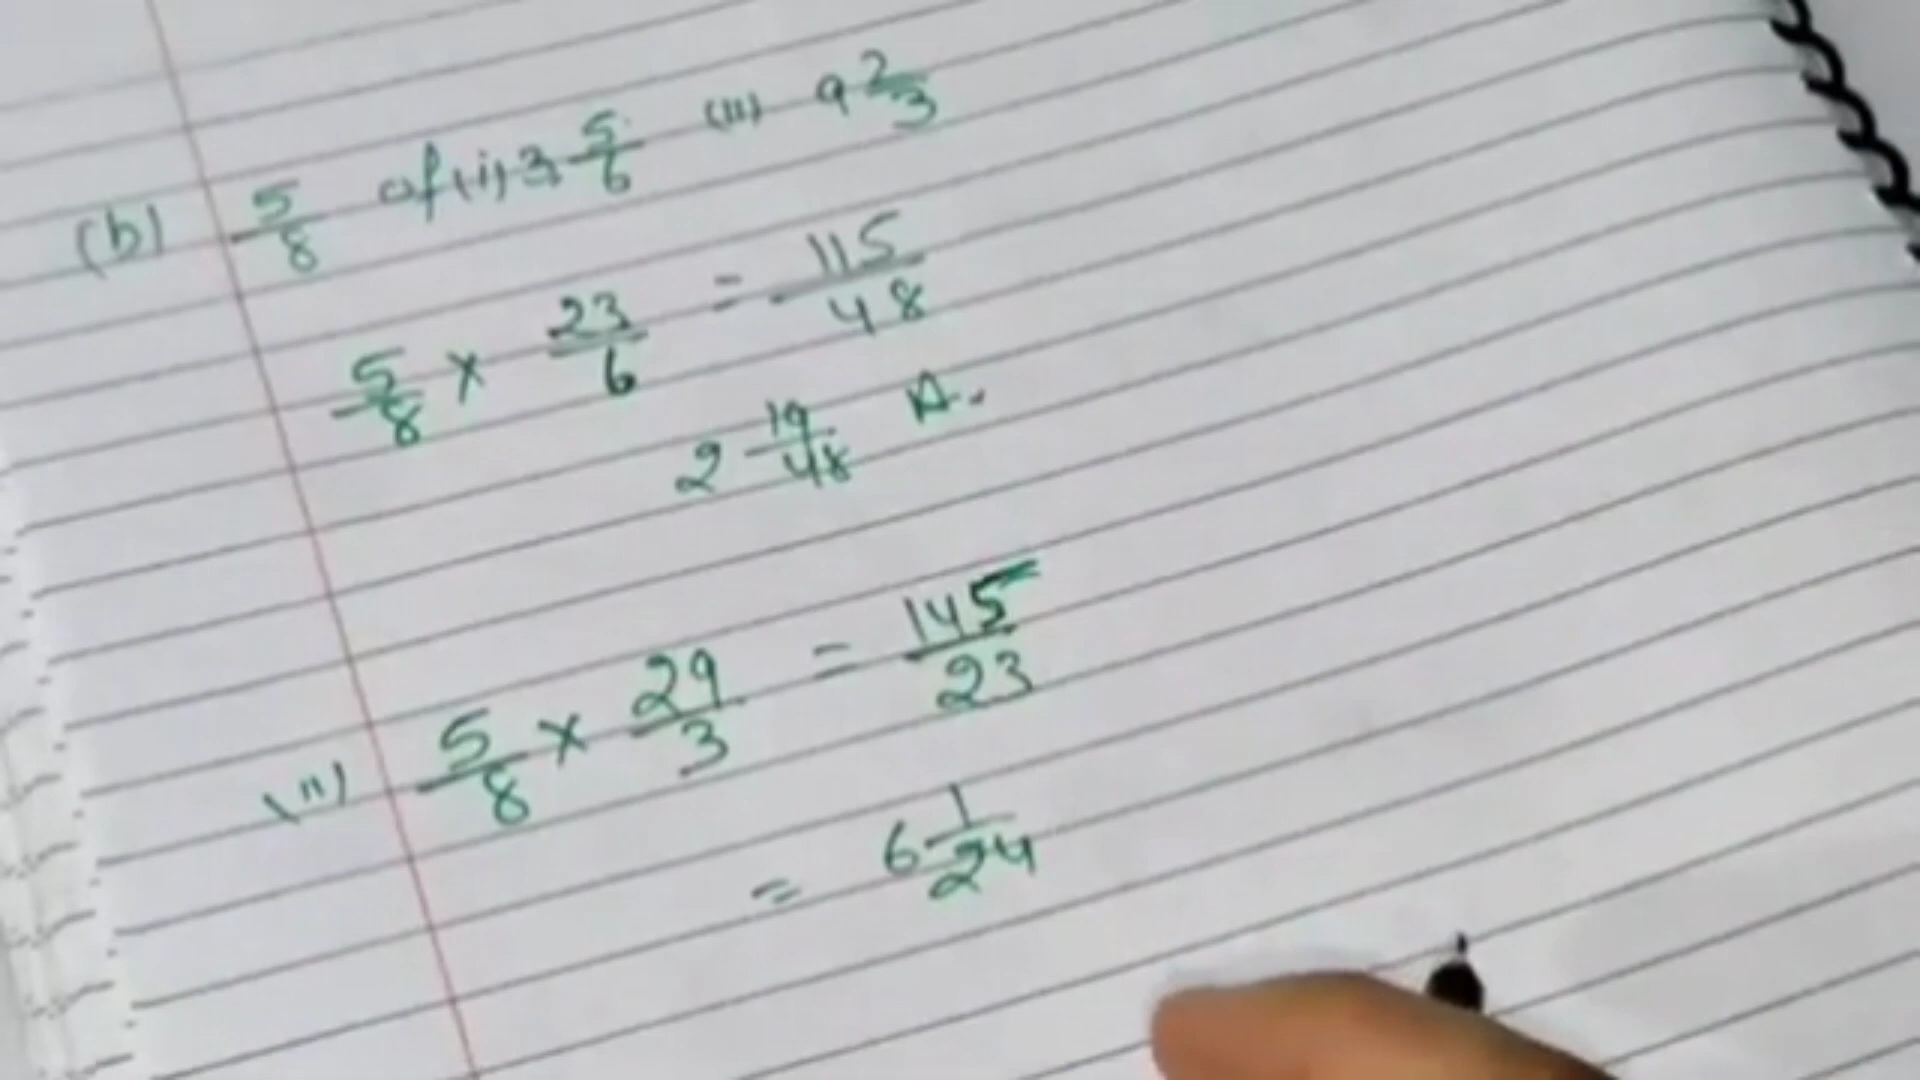 (b) 5/8 of (i) 3 5/6 (ii) 9 2/3
5/8 × 23/6 = 115/48
2 19/48 A.
(ii) 5/8 × 29/3 = 145/23
= 6 1/24